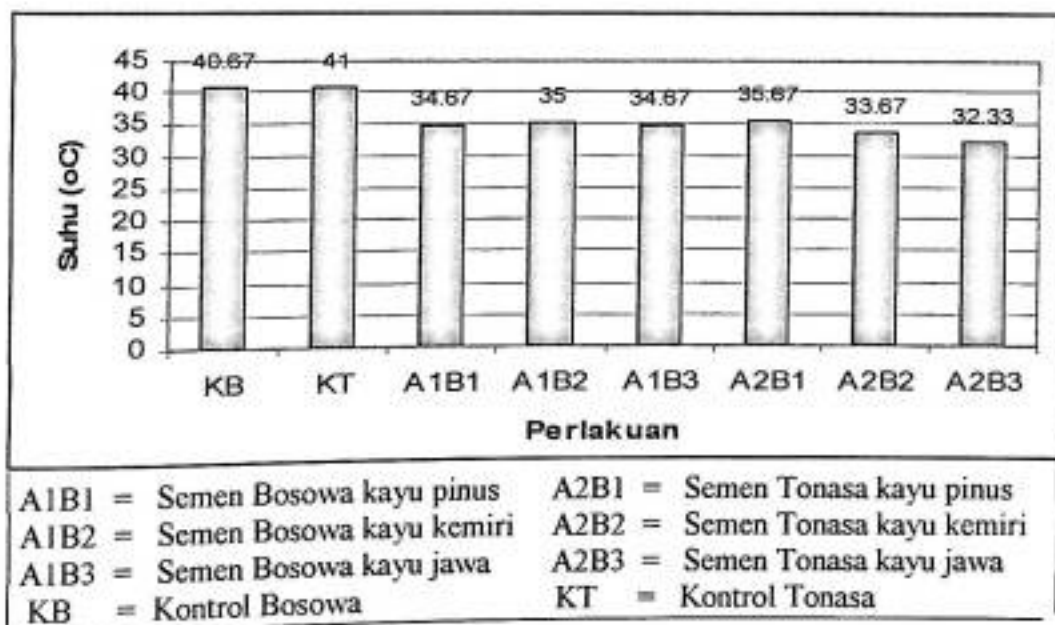 45
40
35
30
25
20
15
10
5
0
Suhu (oC)
40.67 41 34.67 35 34.67 35.67 33.67 32.33
KB KT A1B1 A1B2 A1B3 A2B1 A2B2 A2B3
Perlakuan
A1B1 = Semen Bosowa kayu pinus
A1B2 = Semen Bosowa kayu kemiri
A1B3 = Semen Bosowa kayu jawa
KB = Kontrol Bosowa
A2B1 = Semen Tonasa kayu pinus
A2B2 = Semen Tonasa kayu kemiri
A2B3 = Semen Tonasa kayu jawa
KT = Kontrol Tonasa